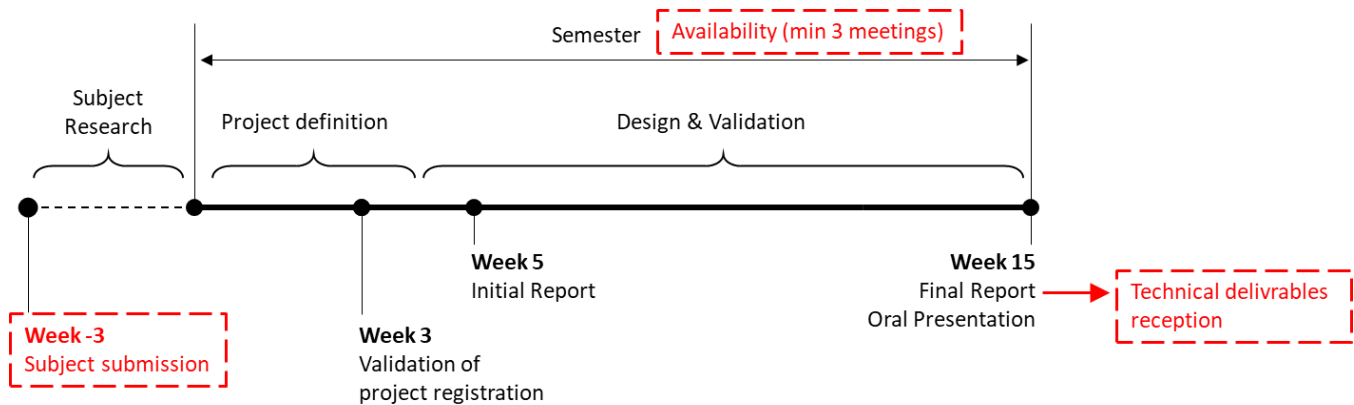 Semester
Availability (min 3 meetings)
Subject
Research
Project definition
Design & Validation
Week -3
Subject submission
Week 3
Validation of
project registration
Week 5
Initial Report
Week 15
Final Report
Oral Presentation
Technical delivrables
reception